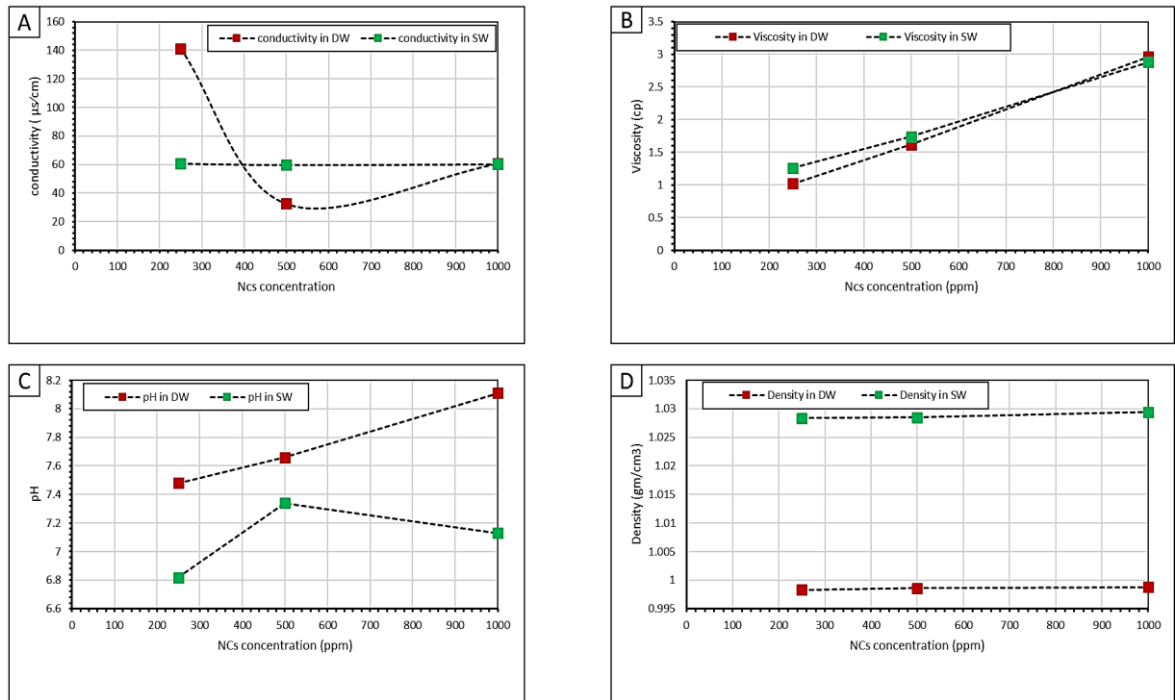 A
160
140
120
100
80
60
40
20
0
conductivity ( µs/cm)
conductivity in DW
conductivity in SW
0 100 200 300 400 500 600 700 800 900 1000
Ncs concentration
B
3.5
3
2.5
2
1.5
1
0.5
0
Viscosity (cp)
Viscosity in DW
Viscosity in SW
0 100 200 300 400 500 600 700 800 900 1000
Ncs concentration (ppm)
C
8.2
8
7.8
7.6
7.4
7.2
7
6.8
6.6
pH
pH in DW
pH in SW
0 100 200 300 400 500 600 700 800 900 1000
NCs concentration (ppm)
D
1.035
1.03
1.025
1.02
1.015
1.01
1.005
1
0.995
Density (gm/cm3)
Density in DW
Density in SW
0 100 200 300 400 500 600 700 800 900 1000
NCs concentration (ppm)